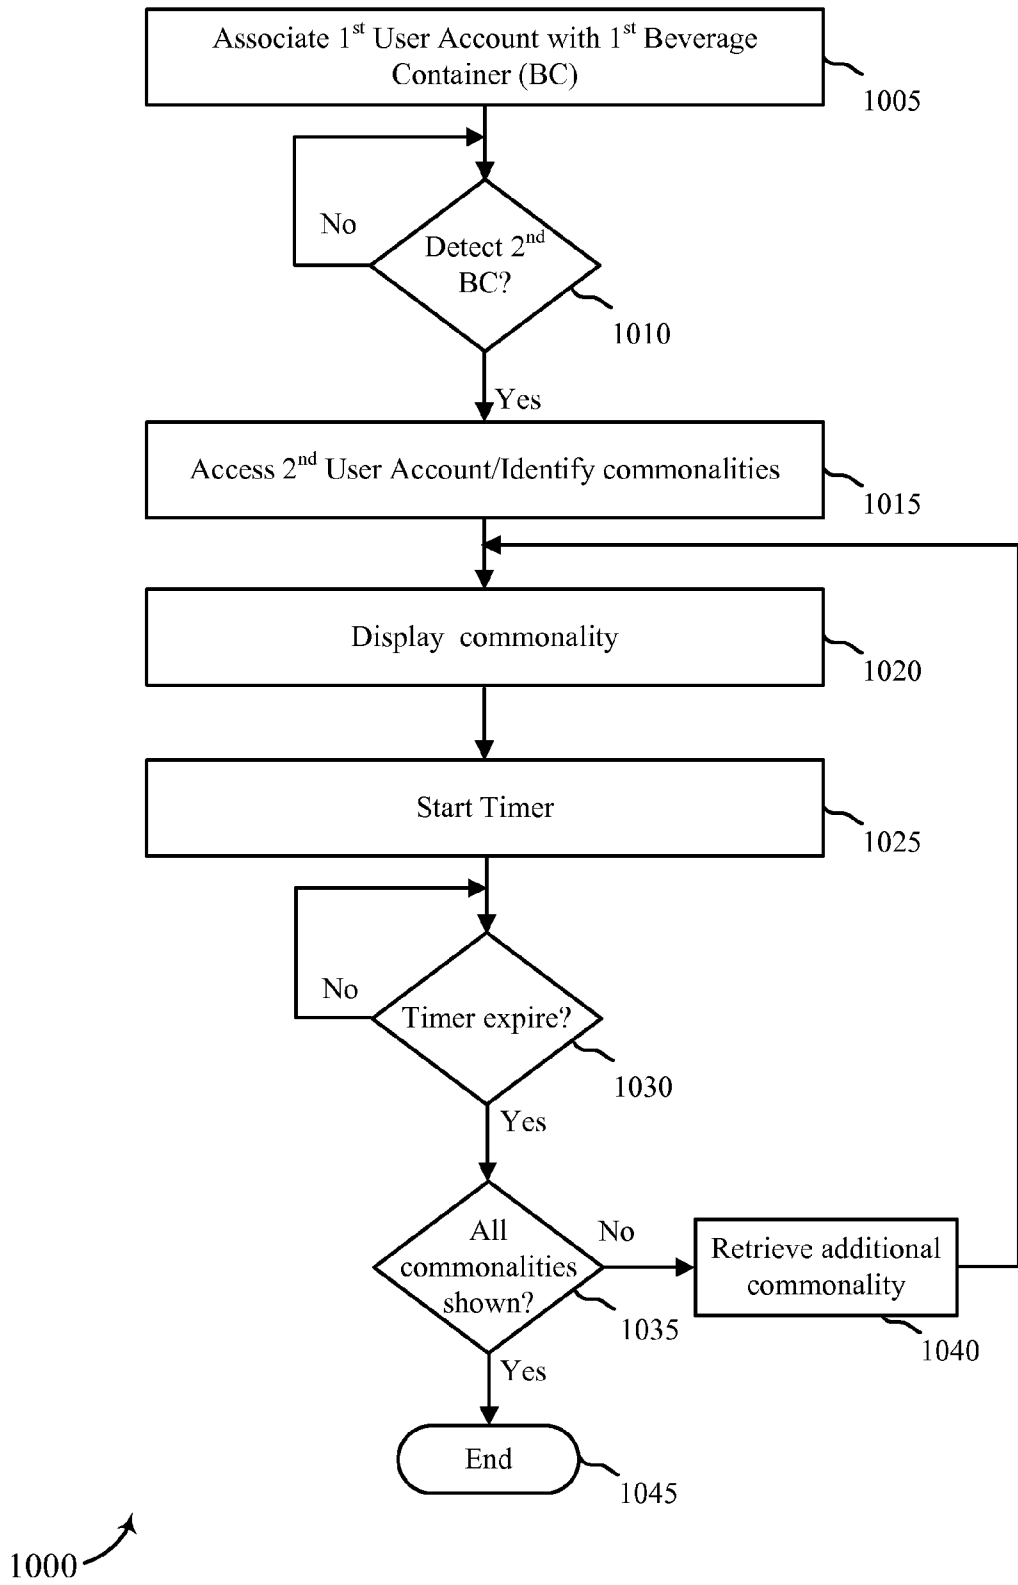 Associate 1st User Account with 1st Beverage
Container (BC)
1005
No
Detect 2nd
BC?
1010
Yes
Access 2nd User Account/Identify commonalities
1015
Display commonality
1020
Start Timer
1025
No
Timer expire?
1030
Yes
All
commonalities
shown?
No
1035
Retrieve additional
commonality
1040
Yes
End
1045
1000